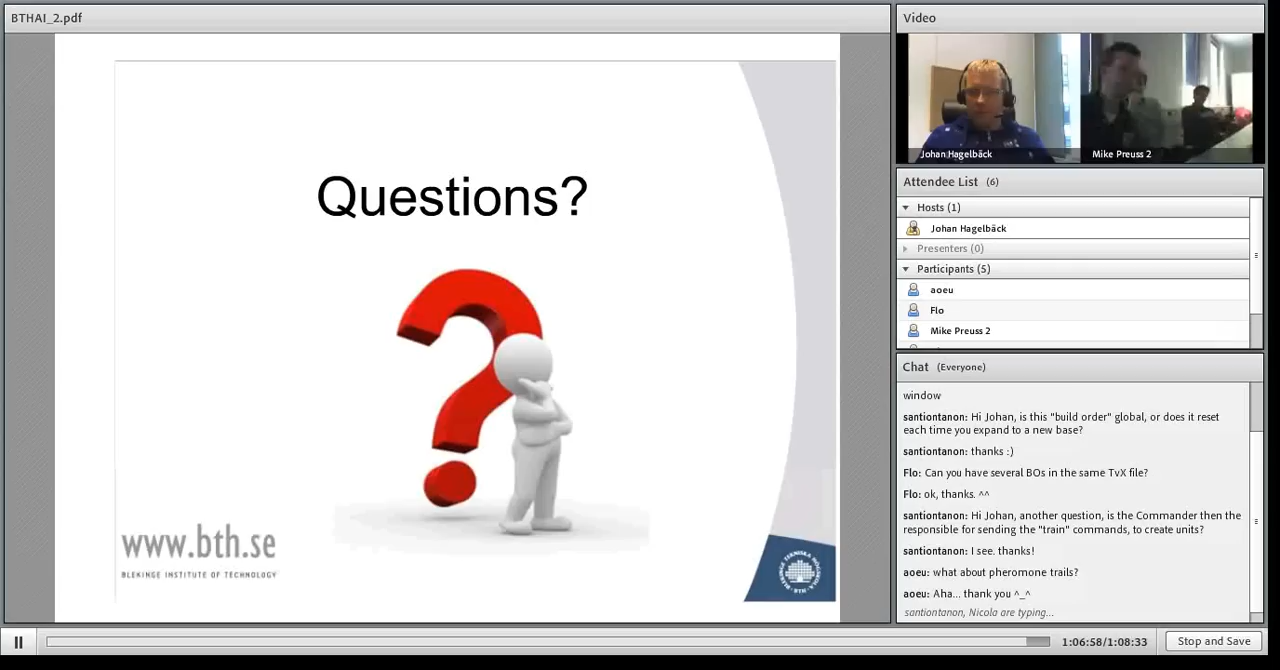 BTHAI_2.pdf
Questions?
www.bth.se
BLEKINGE INSTITUTE OF TECHNOLOGY
Video
Johan Hagelbäck
Mike Preuss 2
Attendee List (6)
Hosts (1)
Johan Hagelbäck
Presenters (0)
Participants (5)
aoeu
Flo
Mike Preuss 2
Chat (Everyone)
window
santiontanon: Hi Johan, is this "build order" global, or does it reset
each time you expand to a new base?
santiontanon: thanks :)
Flo: Can you have several BOs in the same TvX file?
Flo: ok, thanks. ^^
santiontanon: Hi Johan, another question, is the Commander then the
responsible for sending the "train" commands, to create units?
santiontanon: I see. thanks!
aoeu: what about pheromone trails?
aoeu: Aha... thank you ^_^
santiontanon, Nicola are typing...
1:06:58/1:08:33
Stop and Save